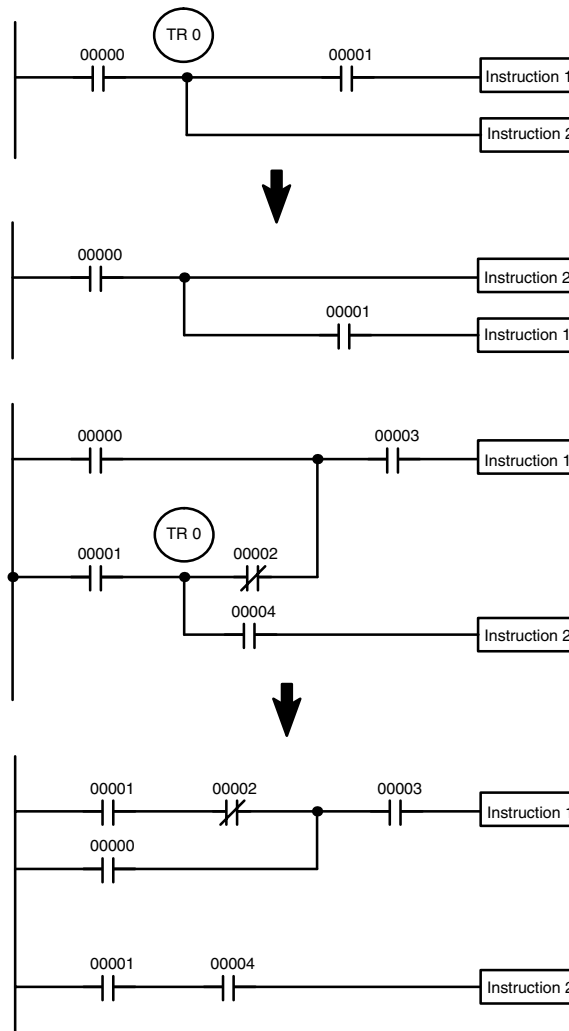 TR 0
00000 00001
Instruction 1
Instruction 2
00000
Instruction 2
00001
Instruction 1
00000 00003
Instruction 1
TR 0
00001 00002
00004
Instruction 2
00001 00002 00003
Instruction 1
00000
00001 00004
Instruction 2